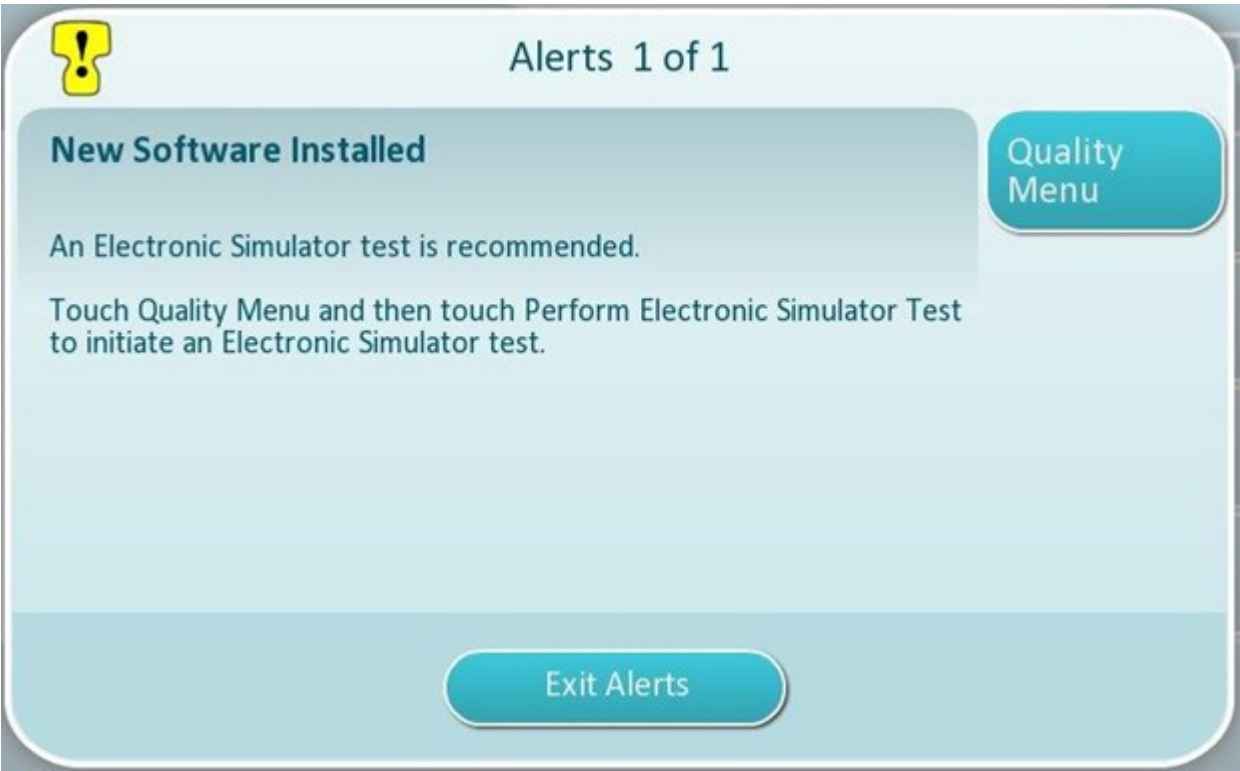 Alerts 1 of 1
New Software Installed
Quality
Menu
An Electronic Simulator test is recommended.
Touch Quality Menu and then touch Perform Electronic Simulator Test
to initiate an Electronic Simulator test.
Exit Alerts